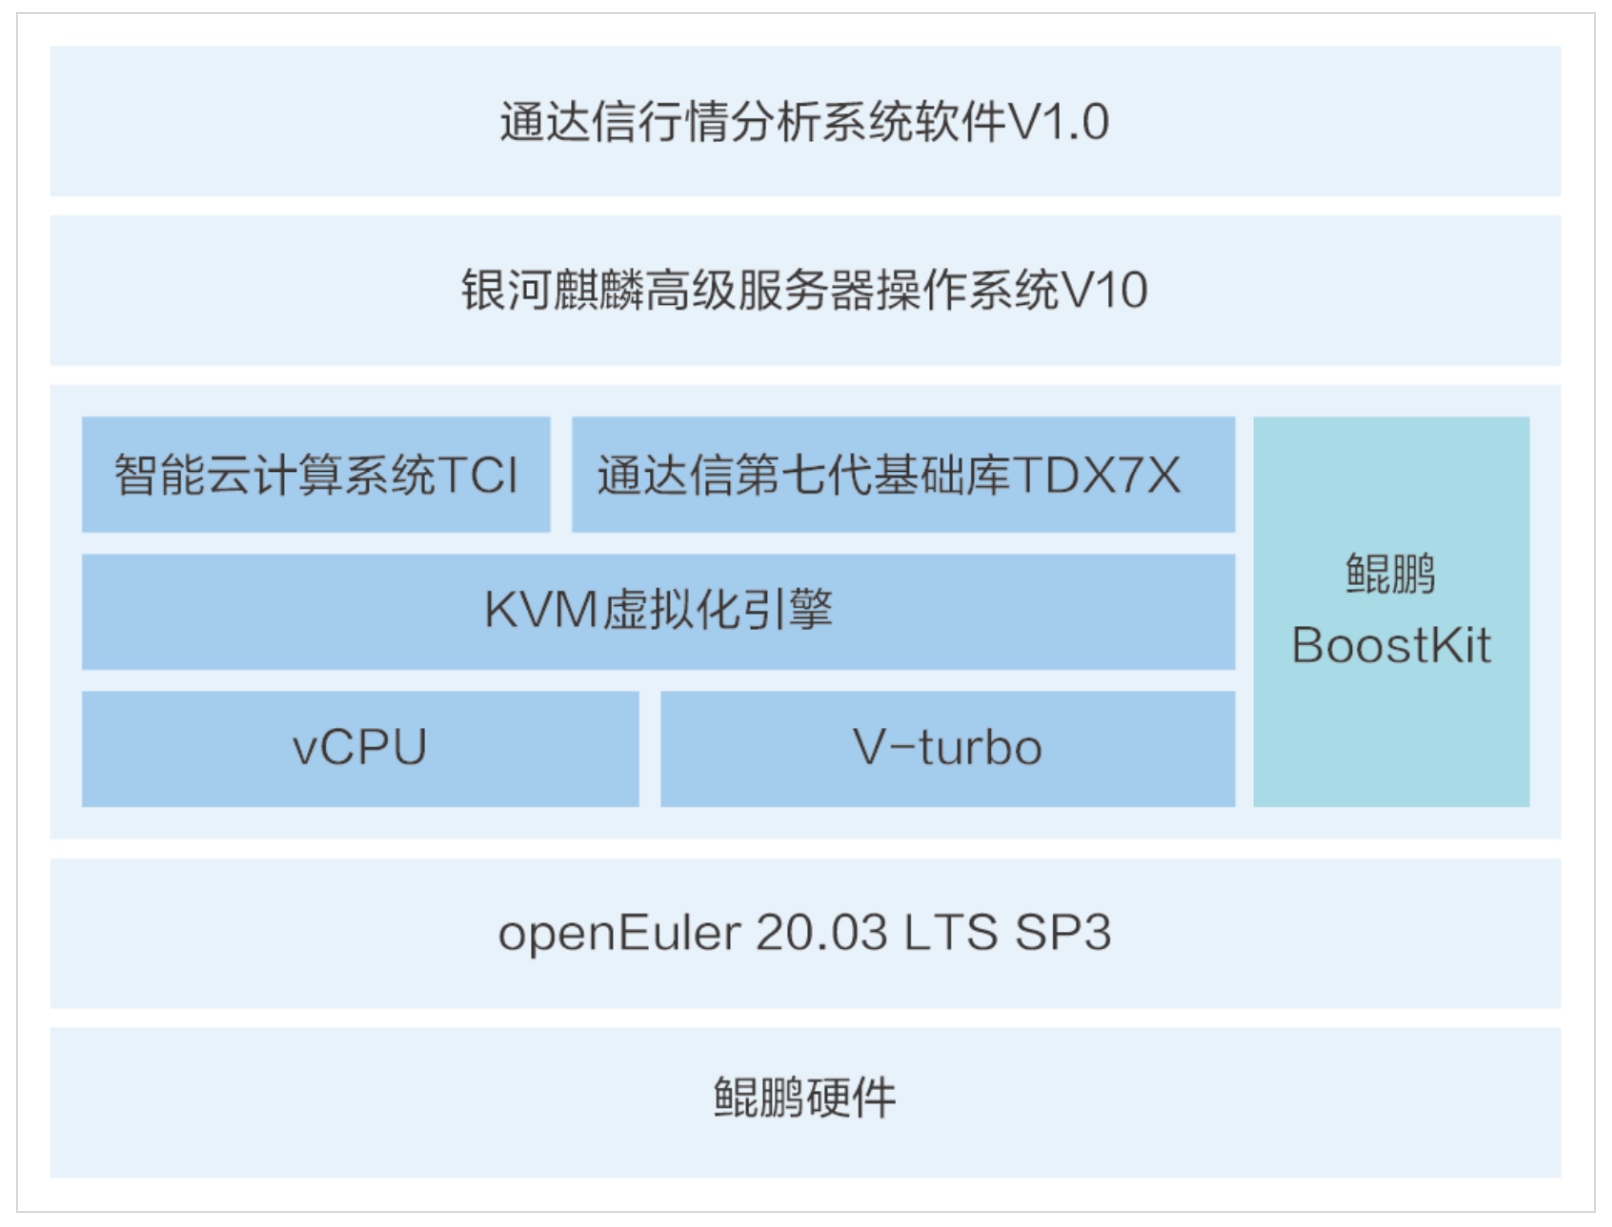 通达信行情分析系统软件V1.0
银河麒麟高级服务器操作系统V10
智能云计算系统TCI
通达信第七代基础库TDX7X
KVM虚拟化引擎
vCPU
V-turbo
鲲鹏
BoostKit
openEuler 20.03 LTS SP3
鲲鹏硬件